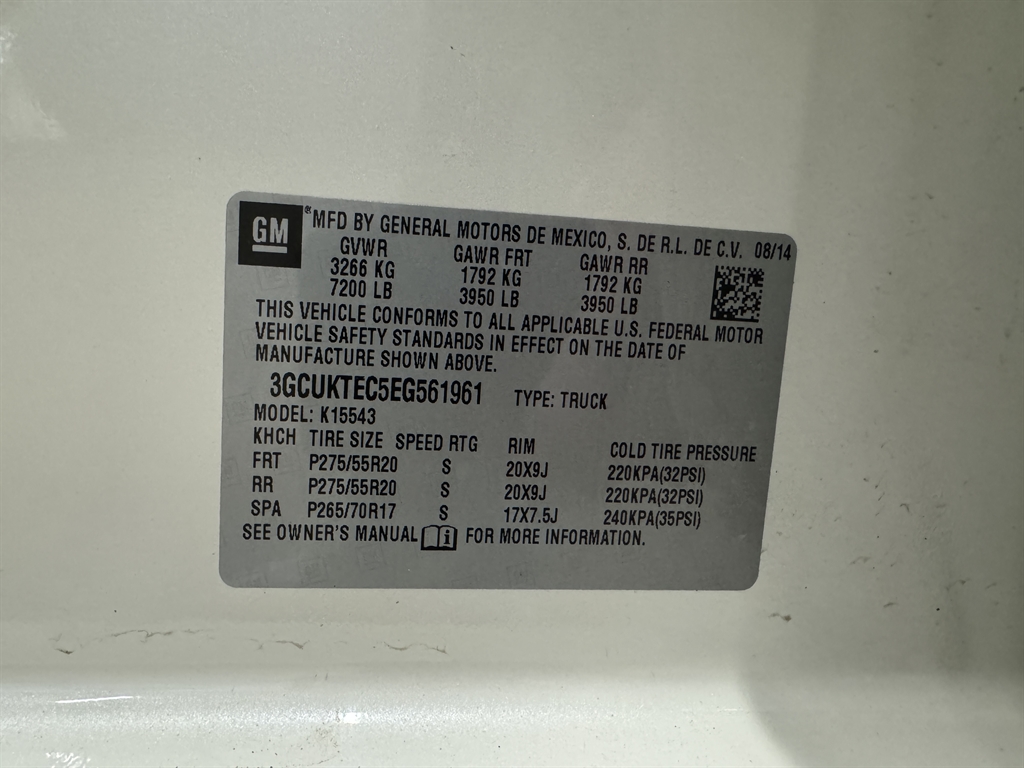 GM ® MFD BY GENERAL MOTORS DE MEXICO, S. DE R.L. DE C.V. 08/14
GVWR GAWR FRT GAWR RR
3266 KG 1792 KG 1792 KG
7200 LB 3950 LB 3950 LB
THIS VEHICLE CONFORMS TO ALL APPLICABLE U.S. FEDERAL MOTOR
VEHICLE SAFETY STANDARDS IN EFFECT ON THE DATE OF
MANUFACTURE SHOWN ABOVE.
3GCUKTEC5EG561961 TYPE: TRUCK
MODEL: K15543
KHCH TIRE SIZE SPEED RTG RIM COLD TIRE PRESSURE
FRT P275/55R20 S 20X9J 220KPA(32PSI)
RR P275/55R20 S 20X9J 220KPA(32PSI)
SPA P265/70R17 S 17X7.5J 240KPA(35PSI)
SEE OWNER'S MANUAL i FOR MORE INFORMATION.